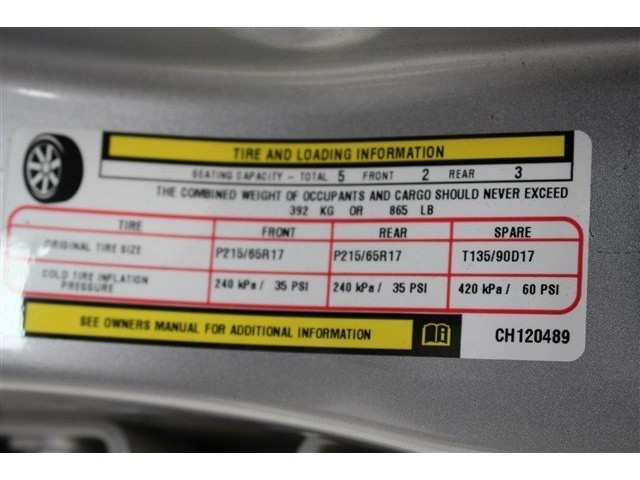 TIRE AND LOADING INFORMATION
SEATING CAPACITY - TOTAL 5 FRONT 2 REAR 3
THE COMBINED WEIGHT OF OCCUPANTS AND CARGO SHOULD NEVER EXCEED
392 KG OR 865 LB
TIRE FRONT REAR SPARE
ORIGINAL TIRE SIZE P215/65R17 P215/65R17 T135/90D17
COLD TIRE INFLATION
PRESSURE 240 kPa / 35 PSI 240 kPa / 35 PSI 420 kPa / 60 PSI
SEE OWNERS MANUAL FOR ADDITIONAL INFORMATION
CH120489